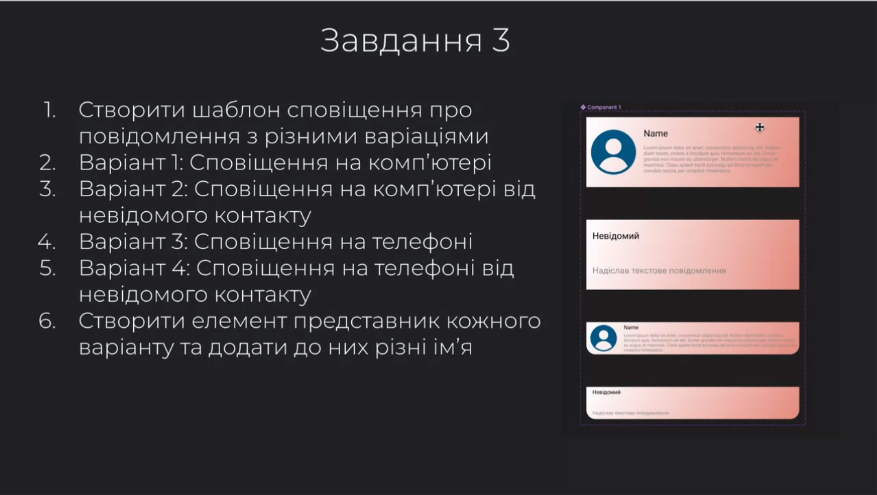 Завдання 3
1. Створити шаблон сповіщення про
повідомлення з різними варіаціями
2. Варіант 1: Сповіщення на комп’ютері
3. Варіант 2: Сповіщення на комп’ютері від
невідомого контакту
4. Варіант 3: Сповіщення на телефоні
5. Варіант 4: Сповіщення на телефоні від
невідомого контакту
6. Створити елемент представник кожного
варіанту та додати до них різні ім’я
Component 1
Name
Невідомий
Надіслав текстове повідомлення
Name
Невідомий
Надіслав текстове повідомлення